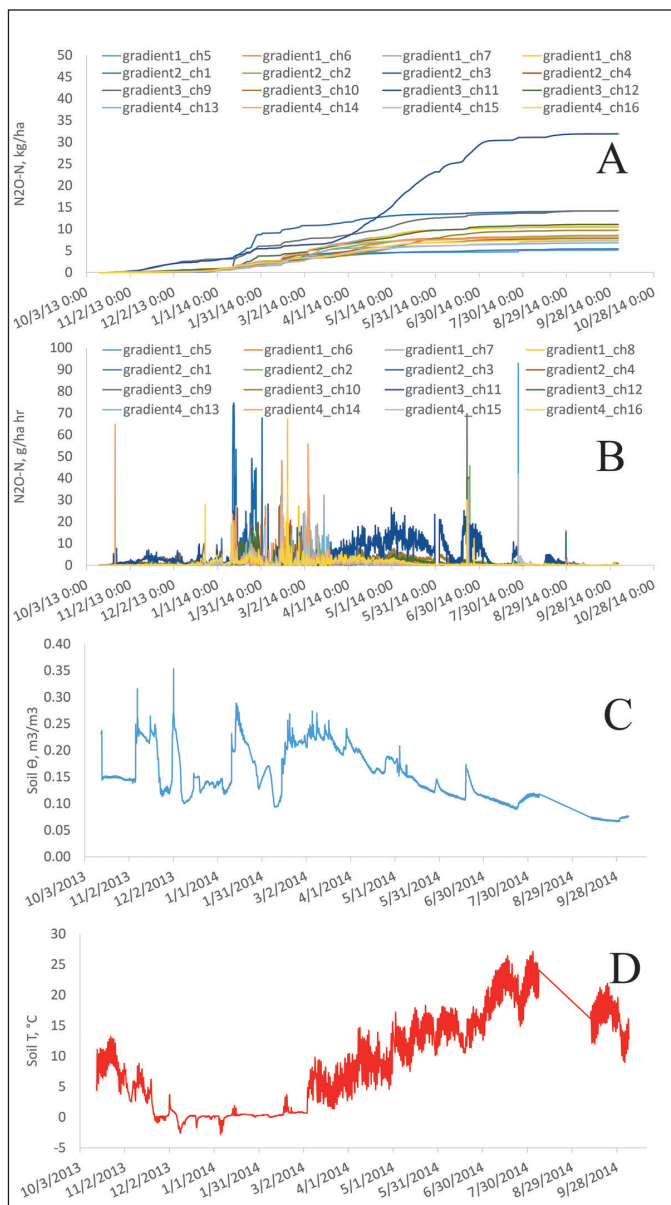 50
45
40
35
30
25
20
15
10
5
0
N2O-N, kg/ha
gradient1_ch5 gradient1_ch6 gradient1_ch7 gradient1_ch8
gradient2_ch1 gradient2_ch2 gradient2_ch3 gradient2_ch4
gradient3_ch9 gradient3_ch10 gradient3_ch11 gradient3_ch12
gradient4_ch13 gradient4_ch14 gradient4_ch15 gradient4_ch16
A
10/3/13 0:00 11/2/13 0:00 12/2/13 0:00 1/1/14 0:00 1/31/14 0:00 3/2/14 0:00 4/1/14 0:00 5/1/14 0:00 5/31/14 0:00 6/30/14 0:00 7/30/14 0:00 8/29/14 0:00 9/28/14 0:00 10/28/14 0:00
100
90
80
70
60
50
40
30
20
10
0
N2O-N, g/ha hr
gradient1_ch5 gradient1_ch6 gradient1_ch7 gradient1_ch8
gradient2_ch1 gradient2_ch2 gradient2_ch3 gradient2_ch4
gradient3_ch9 gradient3_ch10 gradient3_ch11 gradient3_ch12
gradient4_ch13 gradient4_ch14 gradient4_ch15 gradient4_ch16
B
10/3/13 0:00 11/2/13 0:00 12/2/13 0:00 1/1/14 0:00 1/31/14 0:00 3/2/14 0:00 4/1/14 0:00 5/1/14 0:00 5/31/14 0:00 6/30/14 0:00 7/30/14 0:00 8/29/14 0:00 9/28/14 0:00 10/28/14 0:00
0.40
0.35
0.30
0.25
0.20
0.15
0.10
0.05
0.00
Soil Θ, m3/m3
C
10/3/2013 11/2/2013 12/2/2013 1/1/2014 1/31/2014 3/2/2014 4/1/2014 5/1/2014 5/31/2014 6/30/2014 7/30/2014 8/29/2014 9/28/2014
30
25
20
15
10
5
0
-5
Soil T, °C
D
10/3/2013 11/2/2013 12/2/2013 1/1/2014 1/31/2014 3/2/2014 4/1/2014 5/1/2014 5/31/2014 6/30/2014 7/30/2014 8/29/2014 9/28/2014